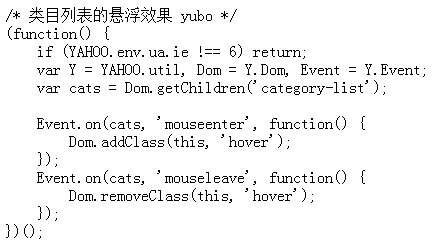 /* 类目列表的悬浮效果 yubo */
(function() {
    if (YAHOO.env.ua.ie !== 6) return;
    var Y = YAHOO.util, Dom = Y.Dom, Event = Y.Event;
    var cats = Dom.getChildren('category-list');

    Event.on(cats, 'mouseenter', function() {
        Dom.addClass(this, 'hover');
    });
    Event.on(cats, 'mouseleave', function() {
        Dom.removeClass(this, 'hover');
    });
})();